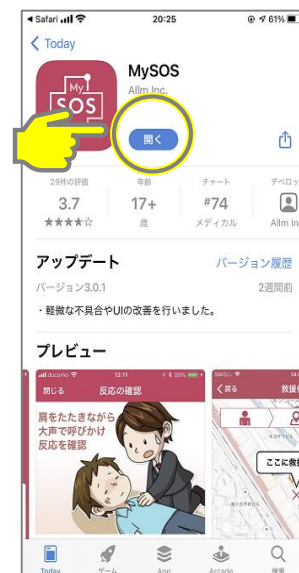 Safari
20:25
61%
Today
MySOS
Allm Inc.
My
SOS
開く
29件の評価
年齢
チャート
デベロッ
3.7
17+
#74
歳
メディカル
Allm In
アップデート
バージョン履歴
バージョン3.0.1
2週間前
・軽微な不具合やUIの改善を行いました。
プレビュー
docomo
13:11
99%
閉じる
反応の確認
戻る
肩をたたきながら
大声で呼びかけ
反応を確認
ここに救
Today
ゲーム
App
Arcade
検索